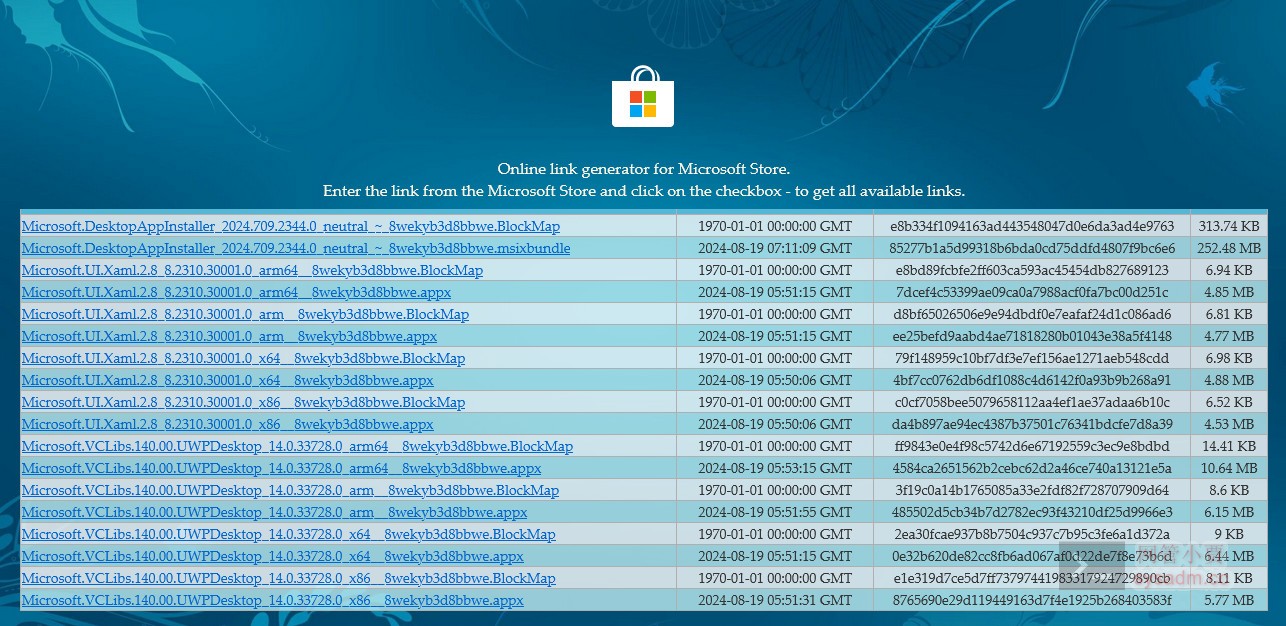 Online link generator for Microsoft Store.
Enter the link from the Microsoft Store and click on the checkbox - to get all available links.
Microsoft.DesktopAppInstaller_2024.709.2344.0_neutral_~_8wekyb3d8bbwe.BlockMap 1970-01-01 00:00:00 GMT e8b334f1094163ad443548047d0e6da3ad4e9763 313.74 KB
Microsoft.DesktopAppInstaller_2024.709.2344.0_neutral_~_8wekyb3d8bbwe.msixbundle 2024-08-19 07:11:09 GMT 85277b1a5d99318b6bda0cd75ddfd4807f9bc6e6 252.48 MB
Microsoft.UI.Xaml.2.8_8.2310.30001.0_arm64__8wekyb3d8bbwe.BlockMap 1970-01-01 00:00:00 GMT e8bd89fcbfe2ff603ca593ac45454db827689123 6.94 KB
Microsoft.UI.Xaml.2.8_8.2310.30001.0_arm64__8wekyb3d8bbwe.appx 2024-08-19 05:51:15 GMT 7dcef4c53399ae09ca0a7988acf0fa7bc00d251c 4.85 MB
Microsoft.UI.Xaml.2.8_8.2310.30001.0_arm__8wekyb3d8bbwe.BlockMap 1970-01-01 00:00:00 GMT d8bf65026506e9e94dbdf0e7eafaf24d1c086ad6 6.81 KB
Microsoft.UI.Xaml.2.8_8.2310.30001.0_arm__8wekyb3d8bbwe.appx 2024-08-19 05:51:15 GMT ee25befd9aabd4ae71818280b01043e38a5f4148 4.77 MB
Microsoft.UI.Xaml.2.8_8.2310.30001.0_x64__8wekyb3d8bbwe.BlockMap 1970-01-01 00:00:00 GMT 79f148959c10bf7df3e7ef156ae1271aeb548cdd 6.98 KB
Microsoft.UI.Xaml.2.8_8.2310.30001.0_x64__8wekyb3d8bbwe.appx 2024-08-19 05:50:06 GMT 4bf7cc0762db6df1088c4d6142f0a93b9b268a91 4.88 MB
Microsoft.UI.Xaml.2.8_8.2310.30001.0_x86__8wekyb3d8bbwe.BlockMap 1970-01-01 00:00:00 GMT c0cf7058bee5079658112aa4ef1ae37adaa6b10c 6.52 KB
Microsoft.UI.Xaml.2.8_8.2310.30001.0_x86__8wekyb3d8bbwe.appx 2024-08-19 05:50:06 GMT da4b897ae94ec4387b37501c76341bdcfe7d8a39 4.53 MB
Microsoft.VCLibs.140.00.UWPDesktop_14.0.33728.0_arm64__8wekyb3d8bbwe.BlockMap 1970-01-01 00:00:00 GMT ff9843e0e4f98c5742d6e67192559c3ec9e8bdbd 14.41 KB
Microsoft.VCLibs.140.00.UWPDesktop_14.0.33728.0_arm64__8wekyb3d8bbwe.appx 2024-08-19 05:53:15 GMT 4584ca2651562b2cebc62d2a46ce740a13121e5a 10.64 MB
Microsoft.VCLibs.140.00.UWPDesktop_14.0.33728.0_arm__8wekyb3d8bbwe.BlockMap 1970-01-01 00:00:00 GMT 3f19c0a14b1765085a33e2fdf82f728707909d64 8.6 KB
Microsoft.VCLibs.140.00.UWPDesktop_14.0.33728.0_arm__8wekyb3d8bbwe.appx 2024-08-19 05:51:55 GMT 485502d5cb34b7d2782ec93f43210df25d9966e3 6.15 MB
Microsoft.VCLibs.140.00.UWPDesktop_14.0.33728.0_x64__8wekyb3d8bbwe.BlockMap 1970-01-01 00:00:00 GMT 2ea30fcae937b8b7504c937c7b95c3fe6a1d372a 9 KB
Microsoft.VCLibs.140.00.UWPDesktop_14.0.33728.0_x64__8wekyb3d8bbwe.appx 2024-08-19 05:51:15 GMT 6.44 MB
Microsoft.VCLibs.140.00.UWPDesktop_14.0.33728.0_x86__8wekyb3d8bbwe.BlockMap 1970-01-01 00:00:00 GMT 8.11 KB
Microsoft.VCLibs.140.00.UWPDesktop_14.0.33728.0_x86__8wekyb3d8bbwe.appx 2024-08-19 05:51:31 GMT 8765690e29d119449163d7f4e1925b268403583f 5.77 MB